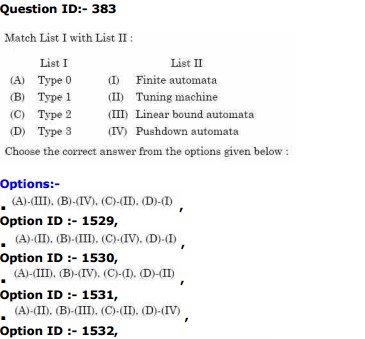 Question ID:- 383
Match List I with List II :
List I List II
(A) Type 0 (I) Finite automata
(B) Type 1 (II) Tuning machine
(C) Type 2 (III) Linear bound automata
(D) Type 3 (IV) Pushdown automata
Choose the correct answer from the options given below :
Options:-
(A)-(III), (B)-(IV), (C)-(II), (D)-(I) ,
Option ID :- 1529,
(A)-(II), (B)-(III), (C)-(IV), (D)-(I) ,
Option ID :- 1530,
(A)-(III), (B)-(IV), (C)-(I), (D)-(II) ,
Option ID :- 1531,
(A)-(II), (B)-(III), (C)-(II), (D)-(IV) ,
Option ID :- 1532,